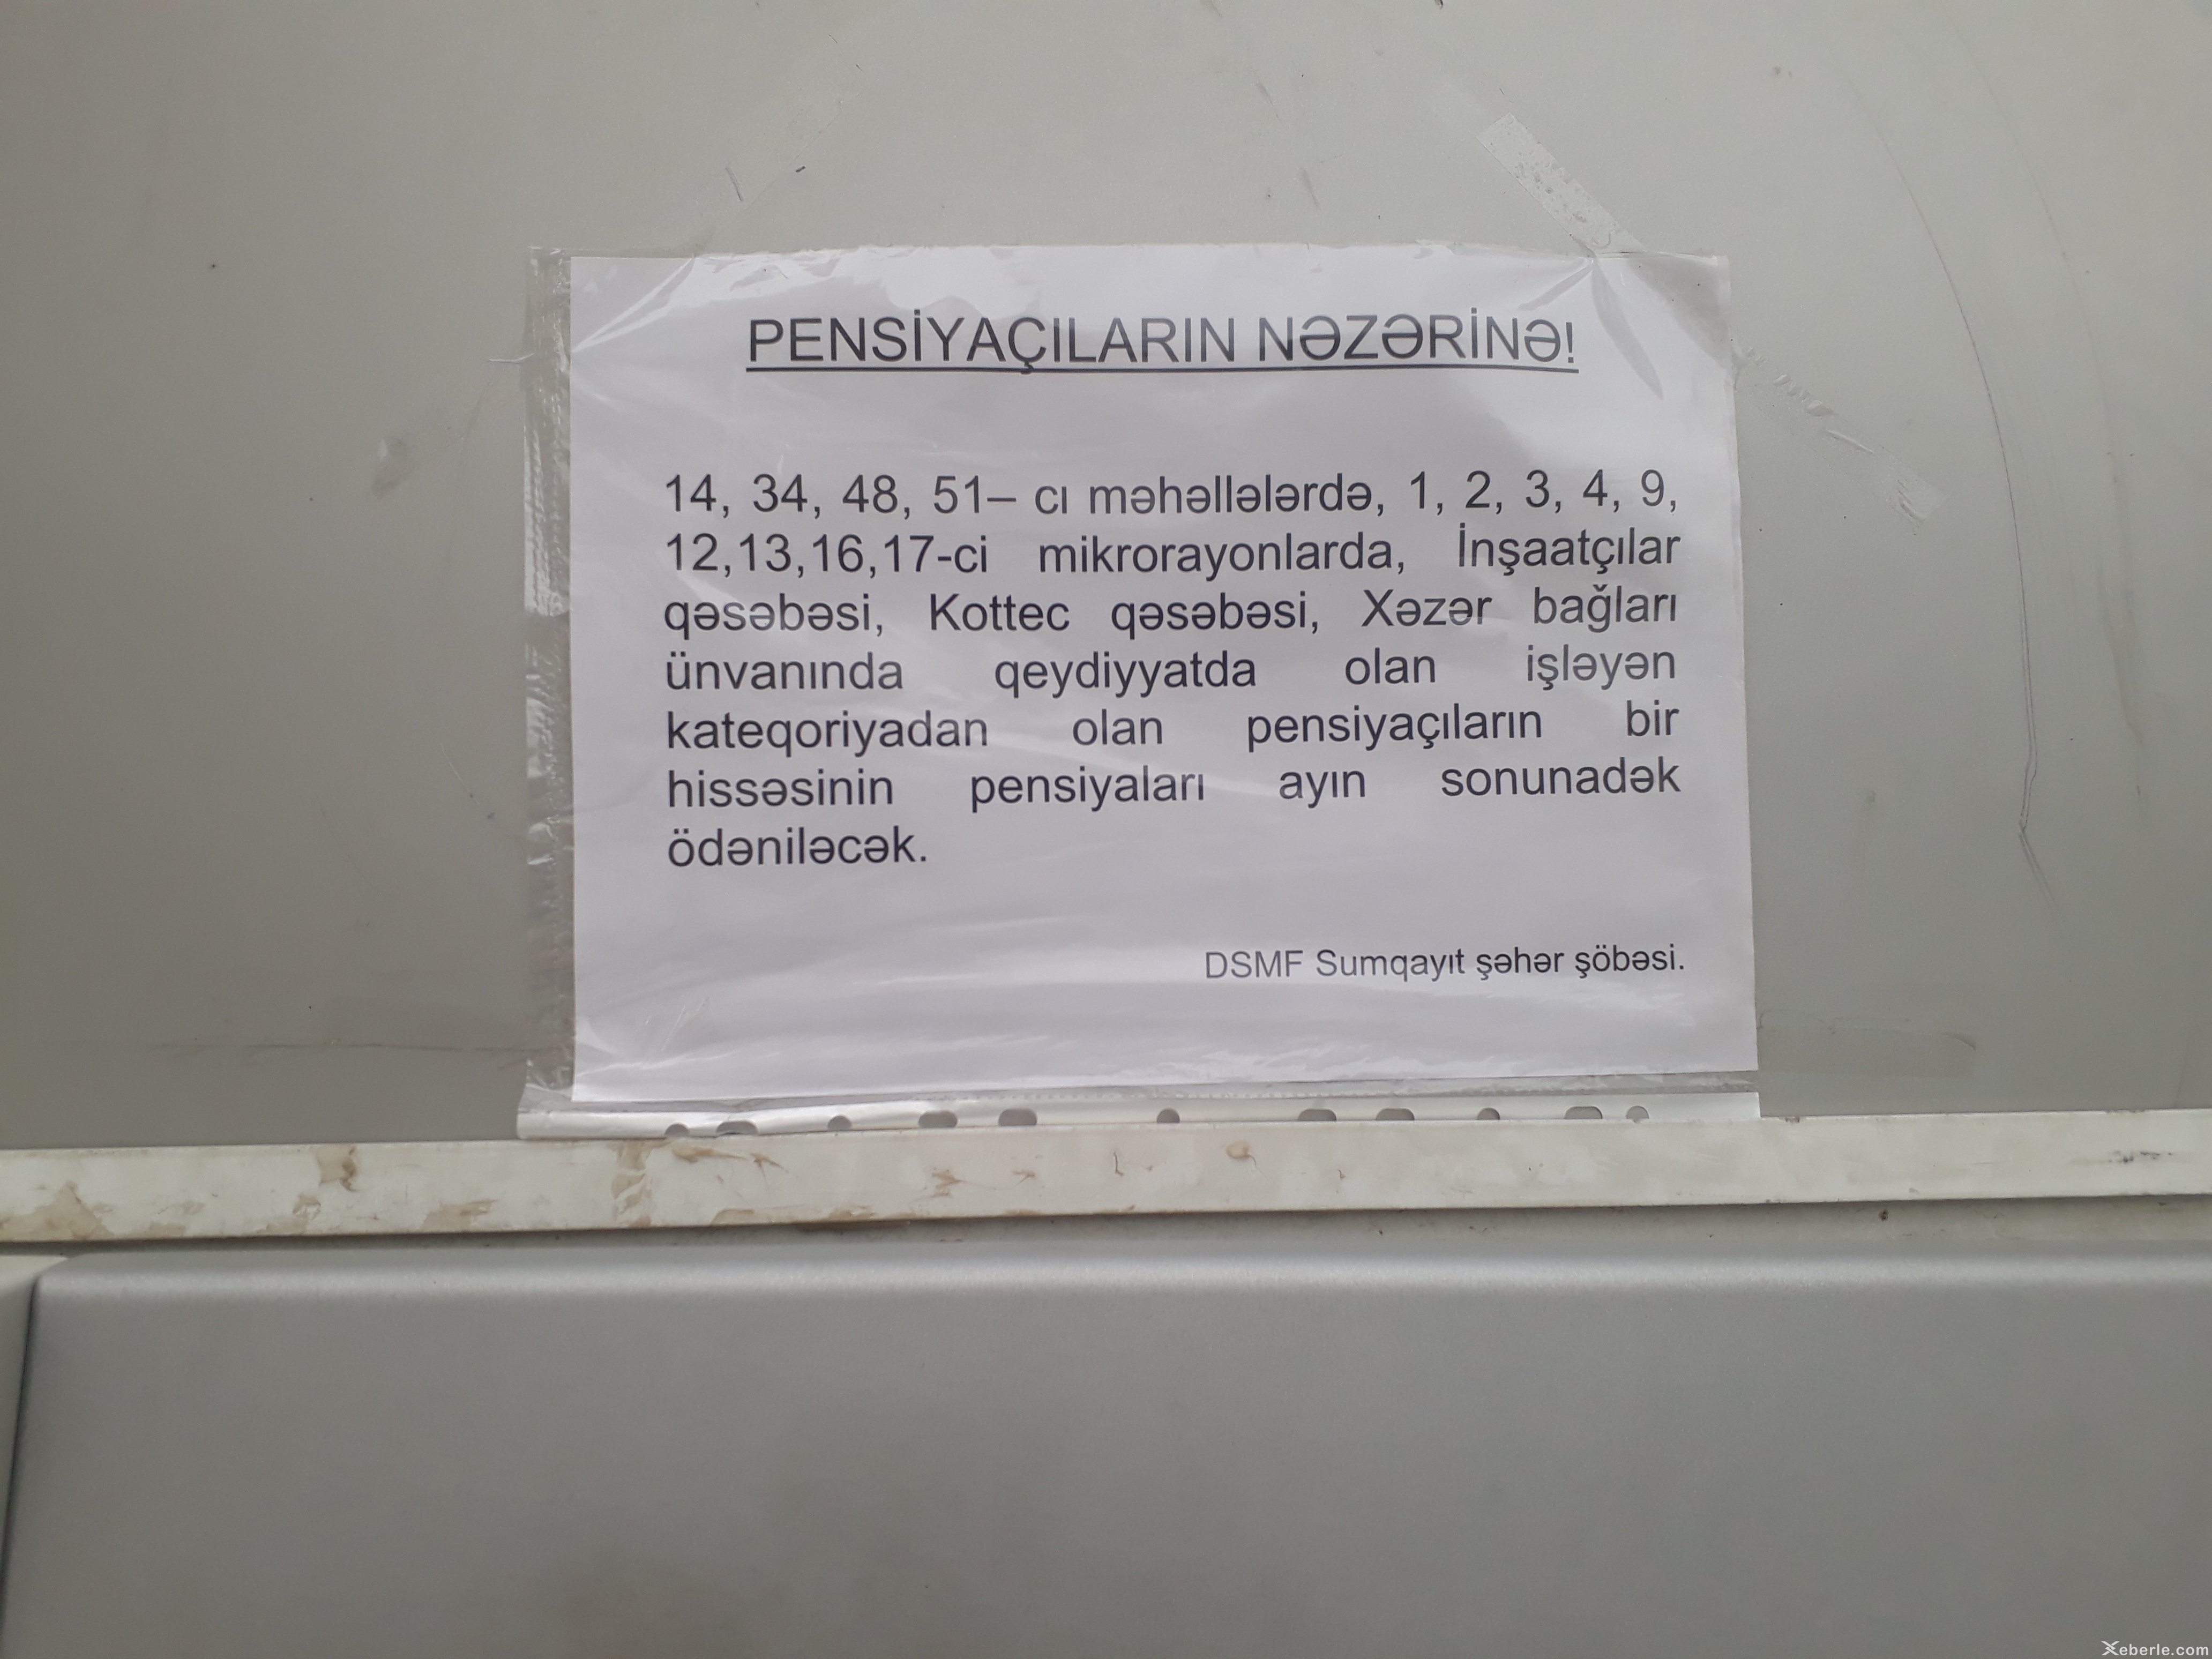 PENSİYAÇILARIN NƏZƏRİNƏ!
14, 34, 48, 51– cı məhəllələrdə, 1, 2, 3, 4, 9,
12,13,16,17-ci mikrorayonlarda, İnşaatçılar
qəsəbəsi, Kottec qəsəbəsi, Xəzər bağları
ünvanında qeydiyyatda olan işləyən
kateqoriyadan olan pensiyaçıların bir
hissəsinin pensiyaları ayın sonunadək
ödəniləcək.
DSMF Sumqayıt şəhər şöbəsi.
Xeberle.com